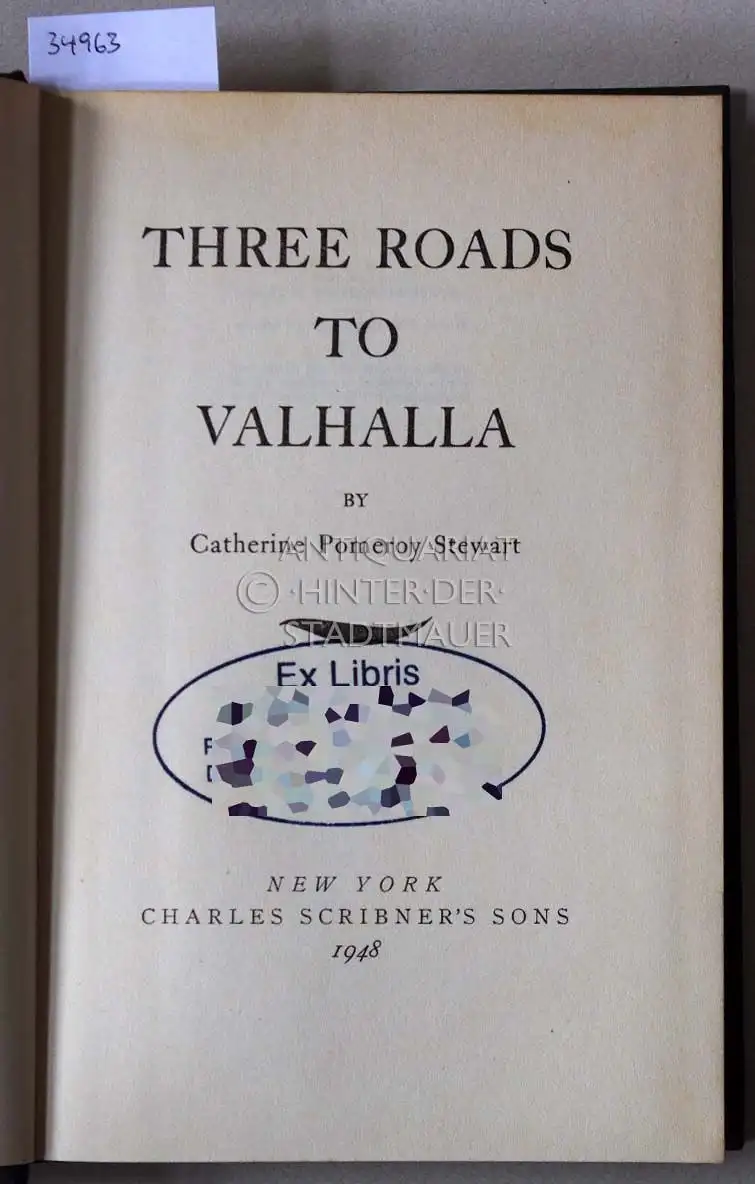 34963
THREE ROADS
TO
VALHALLA
BY
Catherine Pomeroy Stewart
ANTIQUARIAT
© ·HINTER·DER·
STADTMAUER
Ex Libris
NEW YORK
CHARLES SCRIBNER'S SONS
1948